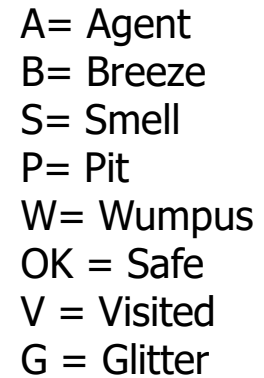 A= Agent
B= Breeze
S= Smell
P= Pit
W= Wumpus
OK = Safe
V = Visited
G = Glitter